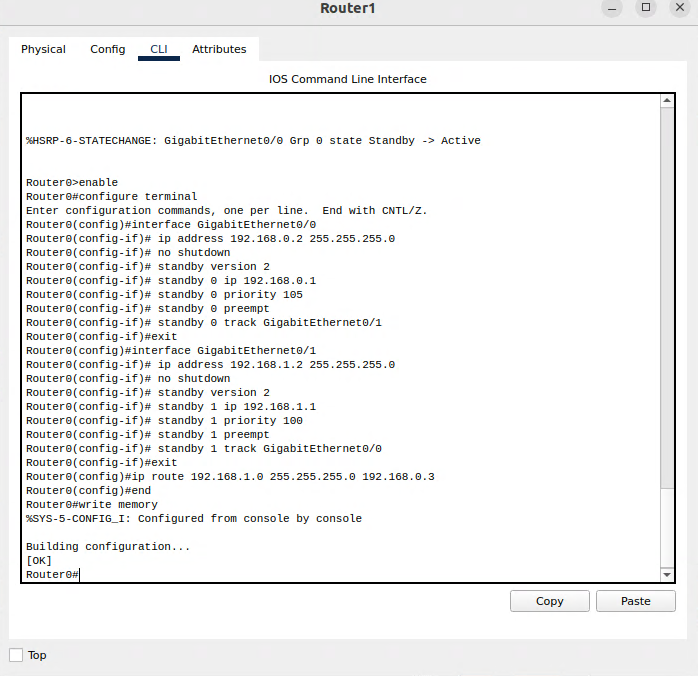 Router1
Physical Config CLI Attributes
IOS Command Line Interface
%HSRP-6-STATECHANGE: GigabitEthernet0/0 Grp 0 state Standby -> Active
Router0>enable
Router0#configure terminal
Enter configuration commands, one per line.  End with CNTL/Z.
Router0(config)#interface GigabitEthernet0/0
Router0(config-if)# ip address 192.168.0.2 255.255.255.0
Router0(config-if)# no shutdown
Router0(config-if)# standby version 2
Router0(config-if)# standby 0 ip 192.168.0.1
Router0(config-if)# standby 0 priority 105
Router0(config-if)# standby 0 preempt
Router0(config-if)# standby 0 track GigabitEthernet0/1
Router0(config-if)#exit
Router0(config)#interface GigabitEthernet0/1
Router0(config-if)# ip address 192.168.1.2 255.255.255.0
Router0(config-if)# no shutdown
Router0(config-if)# standby version 2
Router0(config-if)# standby 1 ip 192.168.1.1
Router0(config-if)# standby 1 priority 100
Router0(config-if)# standby 1 preempt
Router0(config-if)# standby 1 track GigabitEthernet0/0
Router0(config-if)#exit
Router0(config)#ip route 192.168.1.0 255.255.255.0 192.168.0.3
Router0(config)#end
Router0#write memory
%SYS-5-CONFIG_I: Configured from console by console
Building configuration...
[OK]
Router0#
Copy Paste
Top